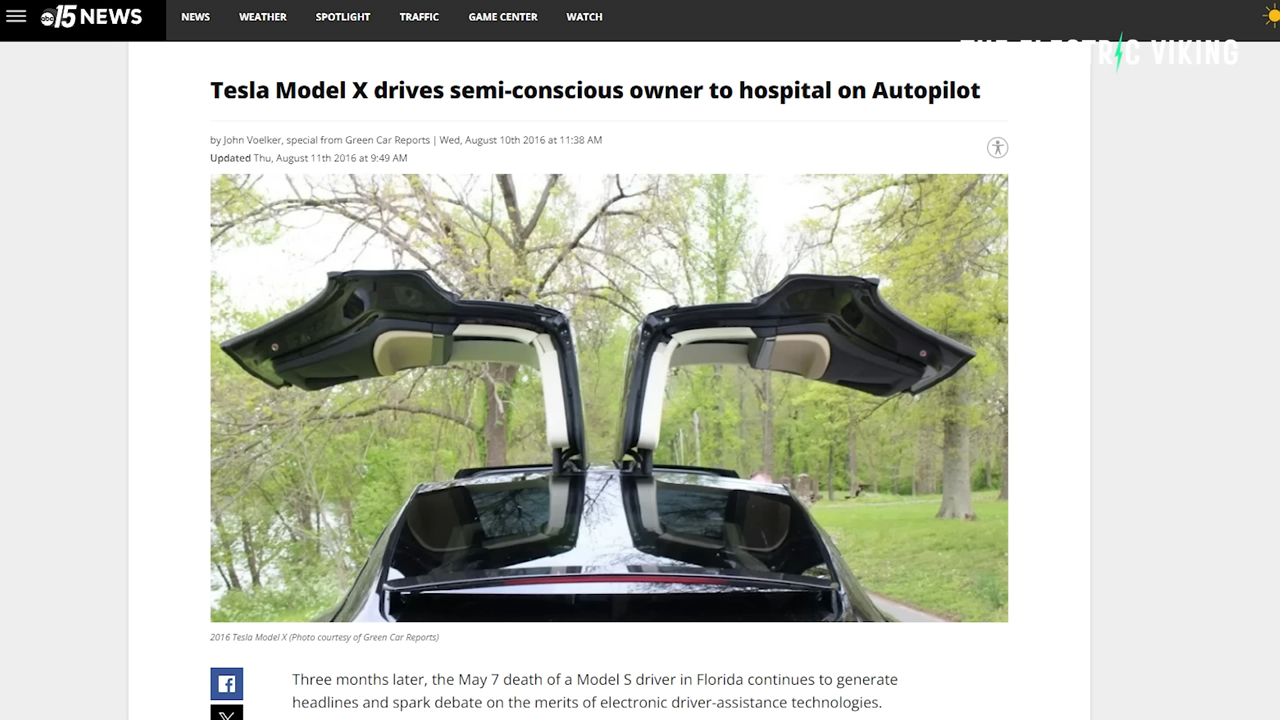 abc 15 NEWS
NEWS WEATHER SPOTLIGHT TRAFFIC GAME CENTER WATCH
THE ELECTRIC VIKING
Tesla Model X drives semi-conscious owner to hospital on Autopilot
by John Voelker, special from Green Car Reports | Wed, August 10th 2016 at 11:38 AM
Updated Thu, August 11th 2016 at 9:49 AM
2016 Tesla Model X (Photo courtesy of Green Car Reports)
Three months later, the May 7 death of a Model S driver in Florida continues to generate
headlines and spark debate on the merits of electronic driver-assistance technologies.